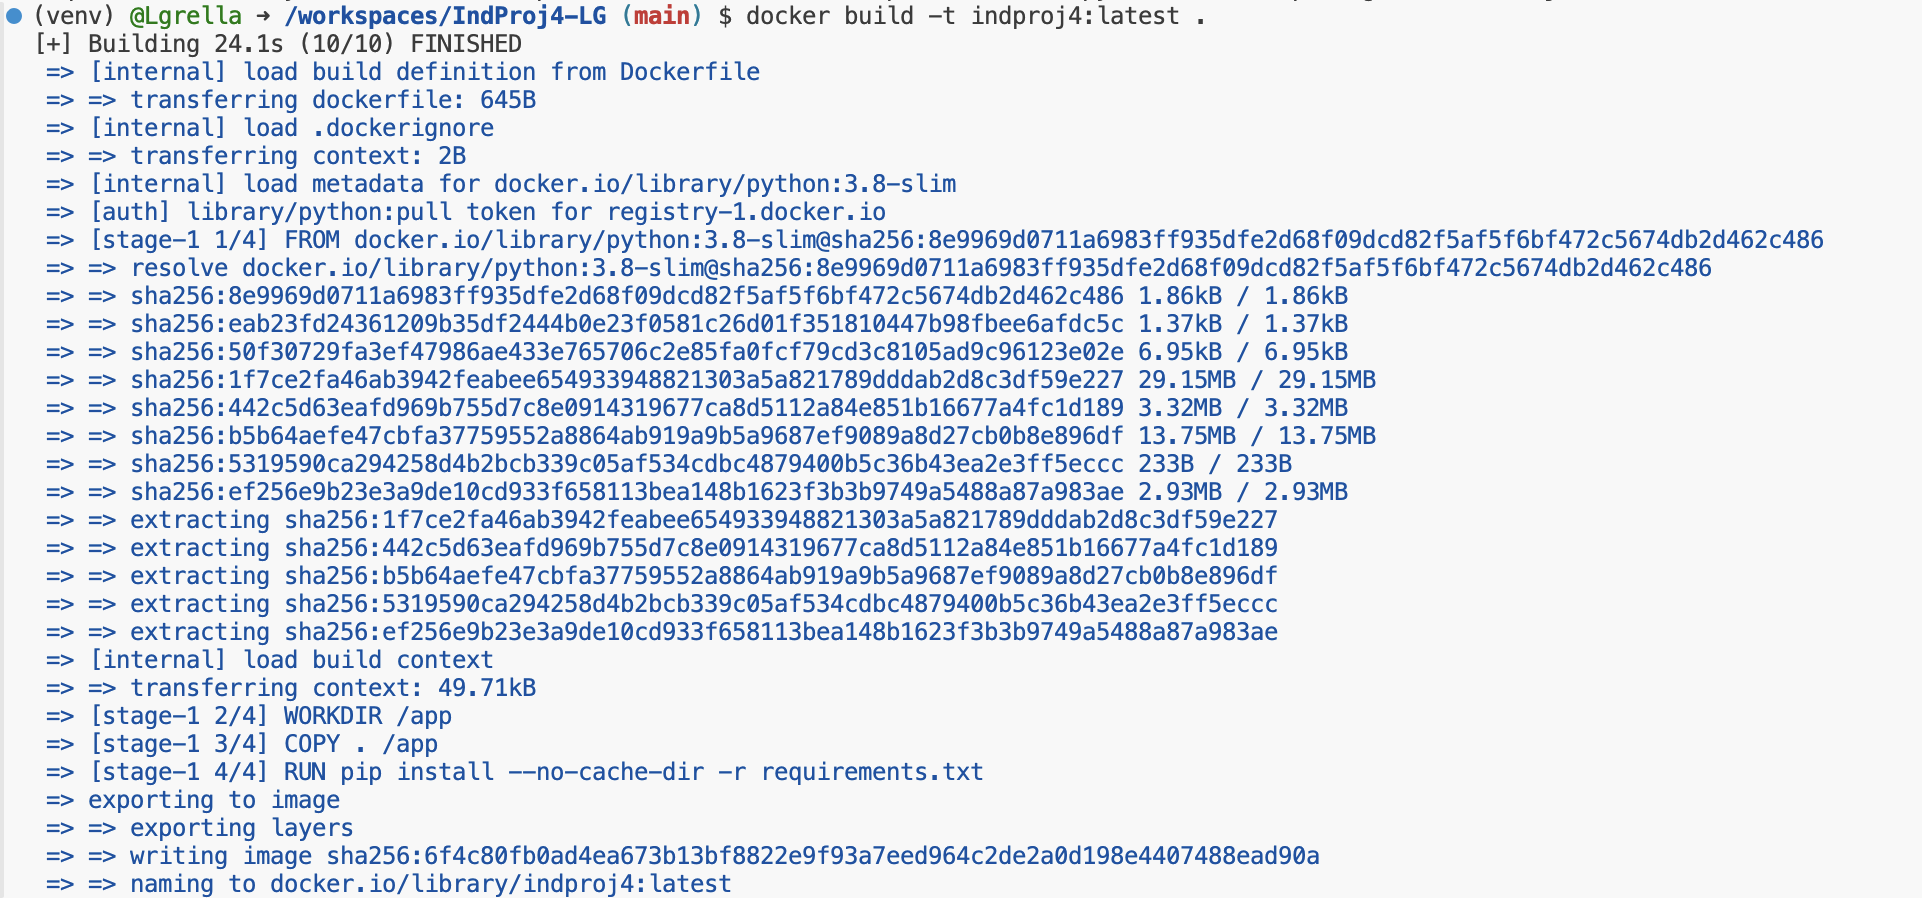 (venv) @Lgrella ➜ /workspaces/IndProj4-LG (main) $ docker build -t indproj4:latest .
[+] Building 24.1s (10/10) FINISHED
=> [internal] load build definition from Dockerfile
=> => transferring dockerfile: 645B
=> [internal] load .dockerignore
=> => transferring context: 2B
=> [internal] load metadata for docker.io/library/python:3.8-slim
=> [auth] library/python:pull token for registry-1.docker.io
=> [stage-1 1/4] FROM docker.io/library/python:3.8-slim@sha256:8e9969d0711a6983ff935dfe2d68f09dcd82f5af5f6bf472c5674db2d462c486
=> => resolve docker.io/library/python:3.8-slim@sha256:8e9969d0711a6983ff935dfe2d68f09dcd82f5af5f6bf472c5674db2d462c486
=> => sha256:8e9969d0711a6983ff935dfe2d68f09dcd82f5af5f6bf472c5674db2d462c486 1.86kB / 1.86kB
=> => sha256:eab23fd24361209b35df2444b0e23f0581c26d01f351810447b98fbee6afdc5c 1.37kB / 1.37kB
=> => sha256:50f30729fa3ef47986ae433e765706c2e85fa0fcf79cd3c8105ad9c96123e02e 6.95kB / 6.95kB
=> => sha256:1f7ce2fa46ab3942feabee654933948821303a5a821789dddab2d8c3df59e227 29.15MB / 29.15MB
=> => sha256:442c5d63eafd969b755d7c8e0914319677ca8d5112a84e851b16677a4fc1d189 3.32MB / 3.32MB
=> => sha256:b5b64aefe47cbfa37759552a8864ab919a9b5a9687ef9089a8d27cb0b8e896df 13.75MB / 13.75MB
=> => sha256:5319590ca294258d4b2bcb339c05af534cdbc4879400b5c36b43ea2e3ff5eccc 233B / 233B
=> => sha256:ef256e9b23e3a9de10cd933f658113bea148b1623f3b3b9749a5488a87a983ae 2.93MB / 2.93MB
=> => extracting sha256:1f7ce2fa46ab3942feabee654933948821303a5a821789dddab2d8c3df59e227
=> => extracting sha256:442c5d63eafd969b755d7c8e0914319677ca8d5112a84e851b16677a4fc1d189
=> => extracting sha256:b5b64aefe47cbfa37759552a8864ab919a9b5a9687ef9089a8d27cb0b8e896df
=> => extracting sha256:5319590ca294258d4b2bcb339c05af534cdbc4879400b5c36b43ea2e3ff5eccc
=> => extracting sha256:ef256e9b23e3a9de10cd933f658113bea148b1623f3b3b9749a5488a87a983ae
=> [internal] load build context
=> => transferring context: 49.71kB
=> [stage-1 2/4] WORKDIR /app
=> [stage-1 3/4] COPY . /app
=> [stage-1 4/4] RUN pip install --no-cache-dir -r requirements.txt
=> exporting to image
=> => exporting layers
=> => writing image sha256:6f4c80fb0ad4ea673b13bf8822e9f93a7eed964c2de2a0d198e4407488ead90a
=> => naming to docker.io/library/indproj4:latest